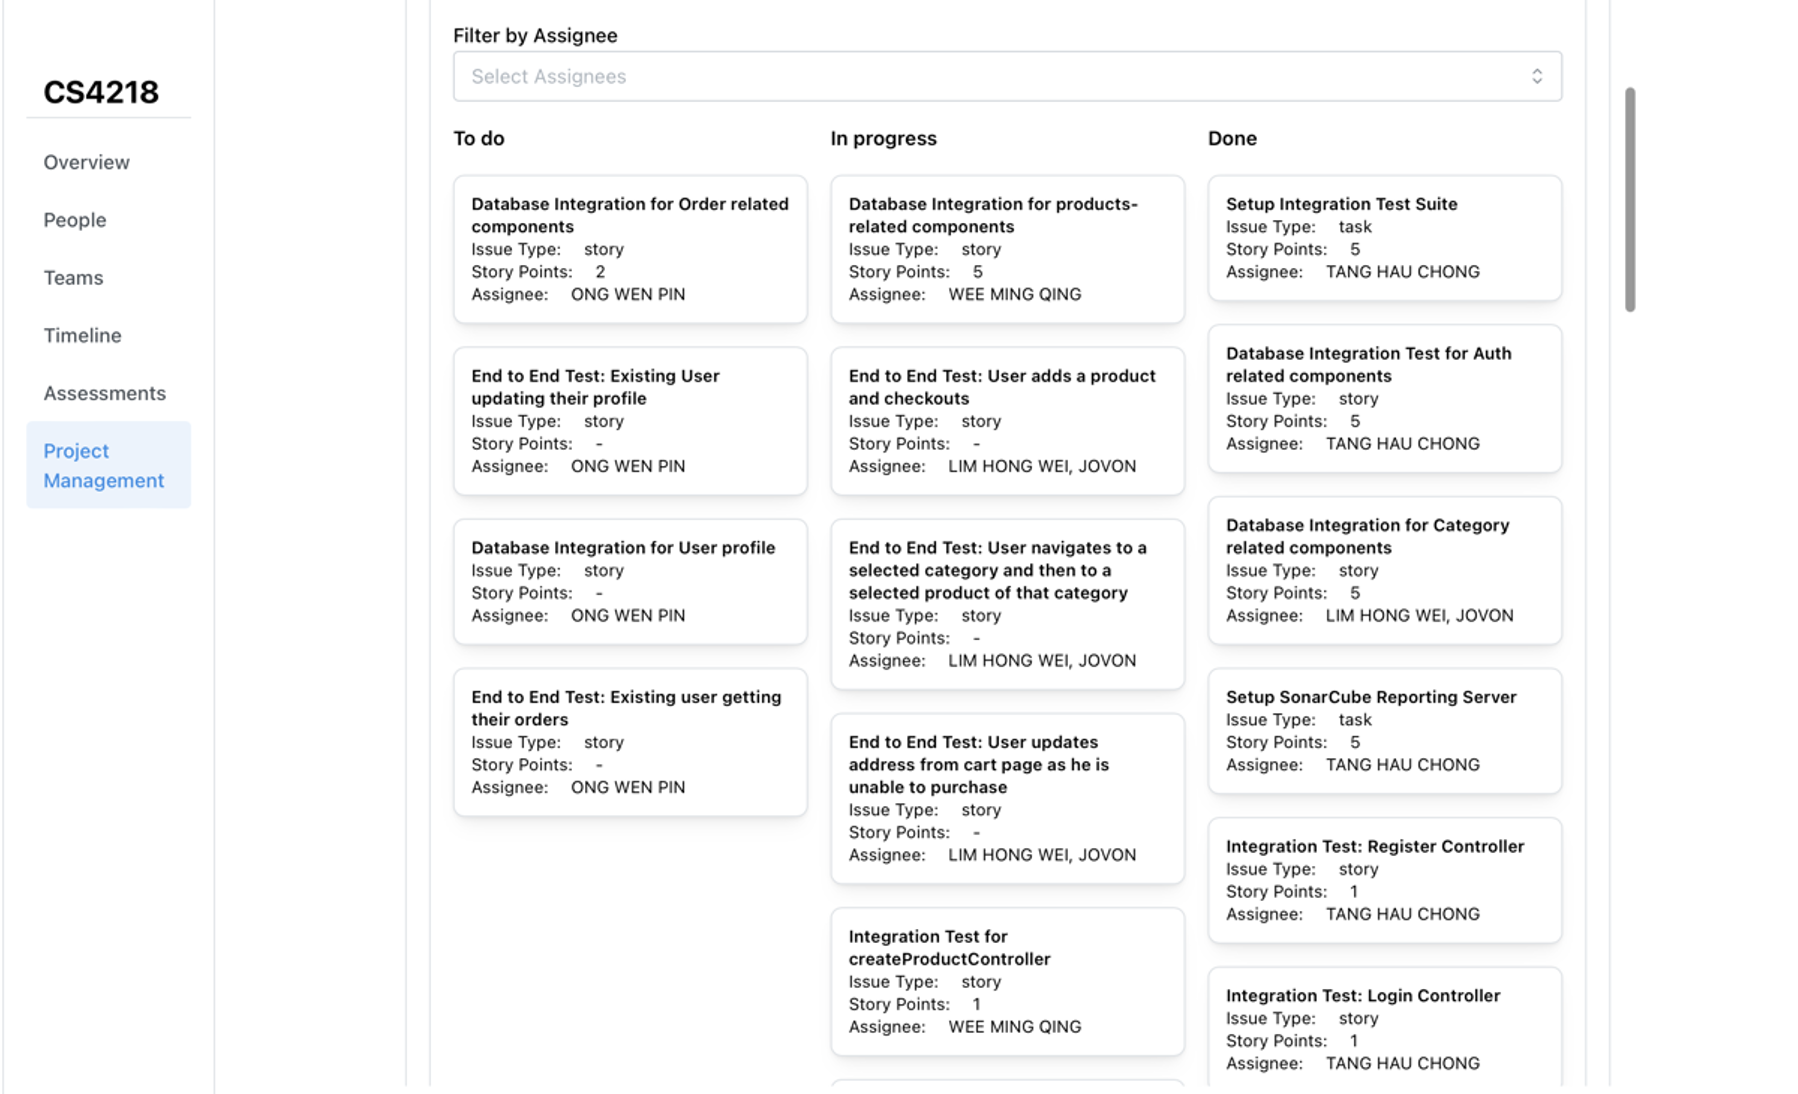 CS4218
Overview
People
Teams
Timeline
Assessments
Project
Management
Filter by Assignee
Select Assignees
To do
Database Integration for Order related
components
Issue Type: story
Story Points: 2
Assignee: ONG WEN PIN
End to End Test: Existing User
updating their profile
Issue Type: story
Story Points: -
Assignee: ONG WEN PIN
Database Integration for User profile
Issue Type: story
Story Points: -
Assignee: ONG WEN PIN
End to End Test: Existing user getting
their orders
Issue Type: story
Story Points: -
Assignee: ONG WEN PIN
In progress
Database Integration for products-
related components
Issue Type: story
Story Points: 5
Assignee: WEE MING QING
End to End Test: User adds a product
and checkouts
Issue Type: story
Story Points: -
Assignee: LIM HONG WEI, JOVON
End to End Test: User navigates to a
selected category and then to a
selected product of that category
Issue Type: story
Story Points: -
Assignee: LIM HONG WEI, JOVON
End to End Test: User updates
address from cart page as he is
unable to purchase
Issue Type: story
Story Points: -
Assignee: LIM HONG WEI, JOVON
Integration Test for
createProductController
Issue Type: story
Story Points: 1
Assignee: WEE MING QING
Done
Setup Integration Test Suite
Issue Type: task
Story Points: 5
Assignee: TANG HAU CHONG
Database Integration Test for Auth
related components
Issue Type: story
Story Points: 5
Assignee: TANG HAU CHONG
Database Integration for Category
related components
Issue Type: story
Story Points: 5
Assignee: LIM HONG WEI, JOVON
Setup SonarCube Reporting Server
Issue Type: task
Story Points: 5
Assignee: TANG HAU CHONG
Integration Test: Register Controller
Issue Type: story
Story Points: 1
Assignee: TANG HAU CHONG
Integration Test: Login Controller
Issue Type: story
Story Points: 1
Assignee: TANG HAU CHONG